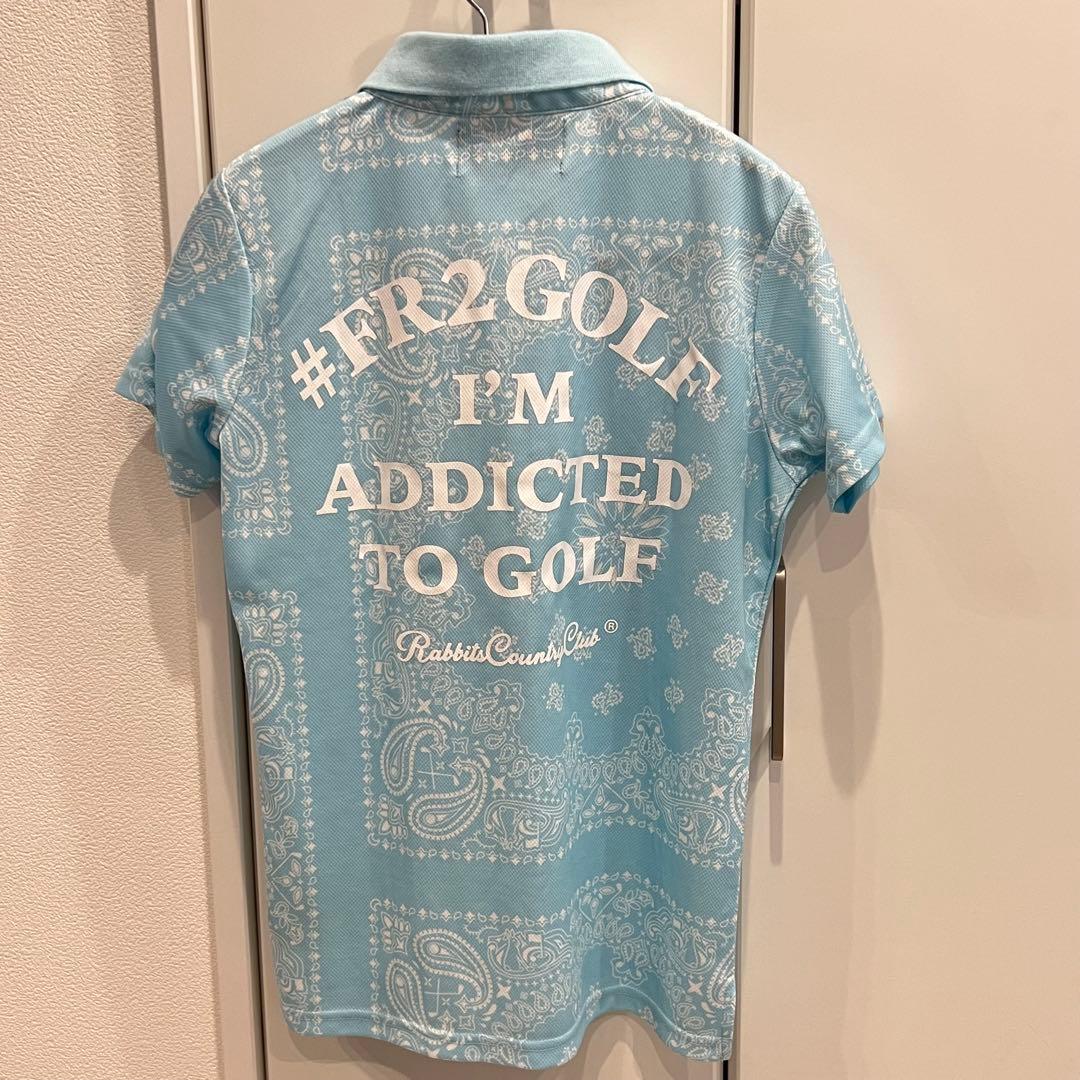 #FR2GOLF
I'M
ADDICTED
TO GOLF
RabbitsCountryClub®